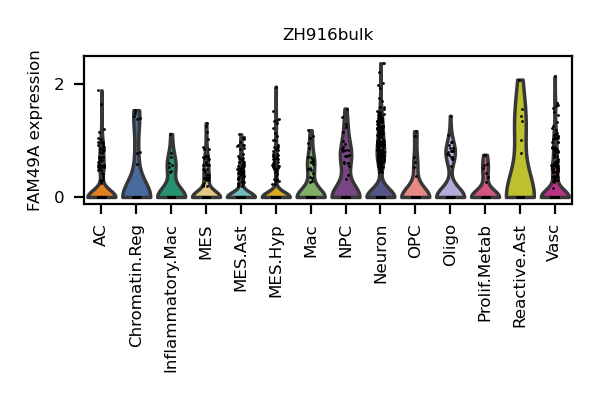 ZH916bulk
FAM49A expression
2
0
AC
Chromatin.Reg
Inflammatory.Mac
MES
MES.Ast
MES.Hyp
Mac
NPC
Neuron
OPC
Oligo
Prolif.Metab
Reactive.Ast
Vasc